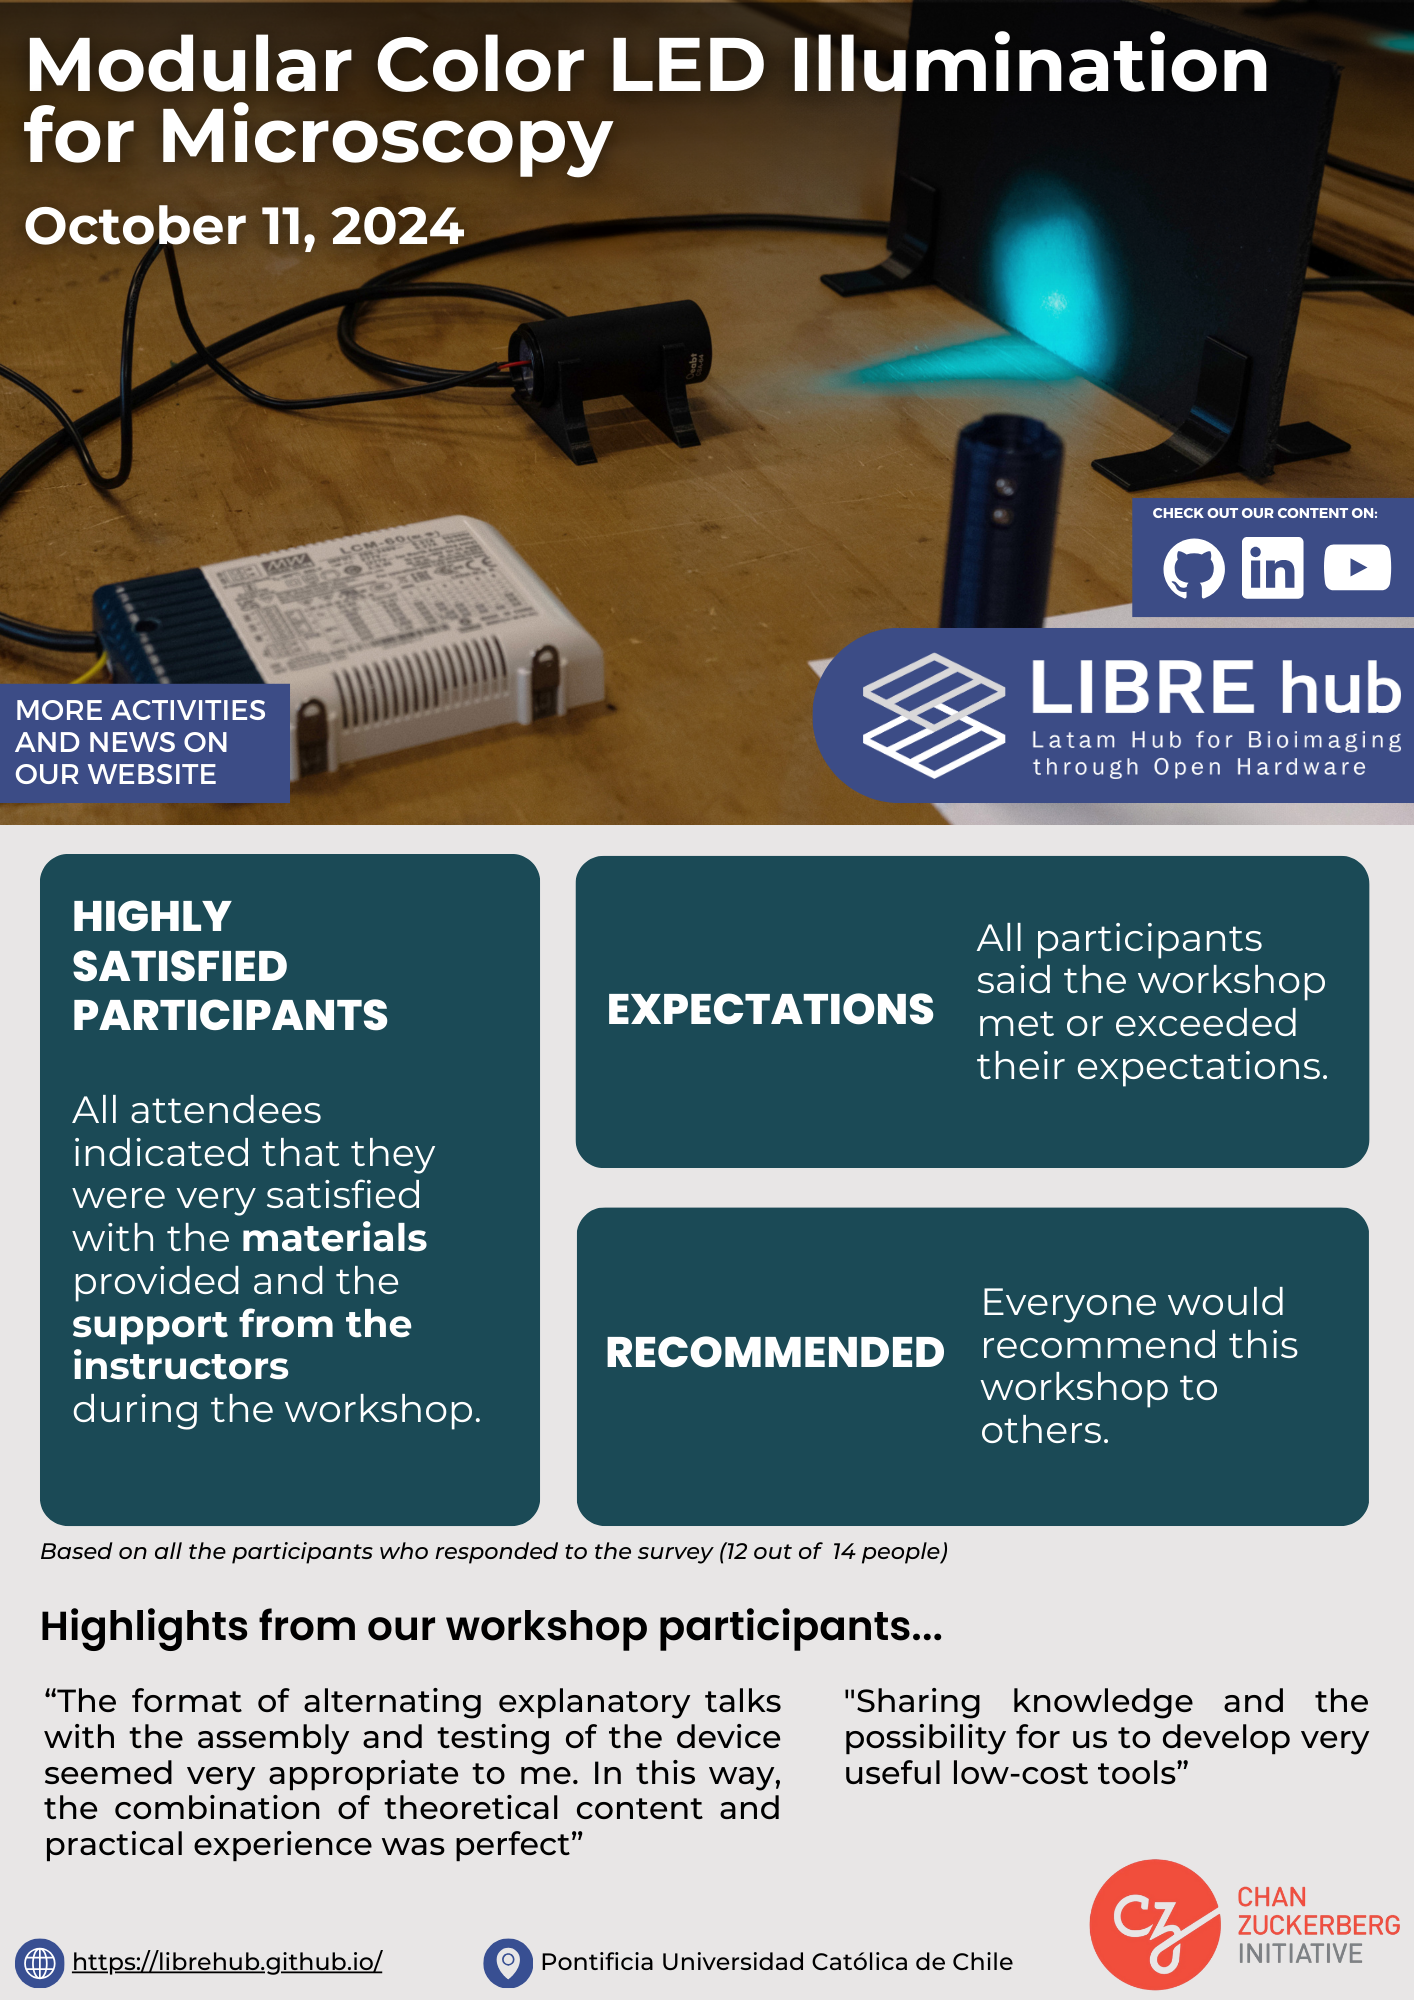 Modular Color LED Illumination
for Microscopy
October 11, 2024
LCM-60
MW
CHECK OUT OUR CONTENT ON:
in
LIBRE hub
Latam Hub for Bioimaging
through Open Hardware
MORE ACTIVITIES
AND NEWS ON
OUR WEBSITE
HIGHLY
SATISFIED
PARTICIPANTS
All attendees
indicated that they
were very satisfied
with the materials
provided and the
support from the
instructors
during the workshop.
EXPECTATIONS
All participants
said the workshop
met or exceeded
their expectations.
RECOMMENDED
Everyone would
recommend this
workshop to
others.
Based on all the participants who responded to the survey (12 out of 14 people)
Highlights from our workshop participants...
“The format of alternating explanatory talks
with the assembly and testing of the device
seemed very appropriate to me. In this way,
the combination of theoretical content and
practical experience was perfect”
"Sharing knowledge and the
possibility for us to develop very
useful low-cost tools”
https://librehub.github.io/
Pontificia Universidad Católica de Chile
CZ
CHAN
ZUCKERBERG
INITIATIVE